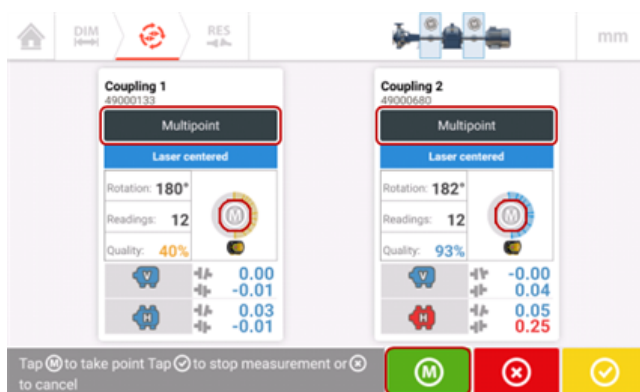 DIM
RES
mm
Coupling 1
49000133
Multipoint
Laser centered
Rotation: 180°
Readings: 12
M
Quality: 40%
V
0.00
-0.01
H
0.03
-0.01
Coupling 2
49000680
Multipoint
Laser centered
Rotation: 182°
Readings: 12
M
Quality: 93%
V
-0.00
0.04
H
0.05
0.25
Tap Ⓜ to take point Tap ✓ to stop measurement or ⓧ
to cancel
M